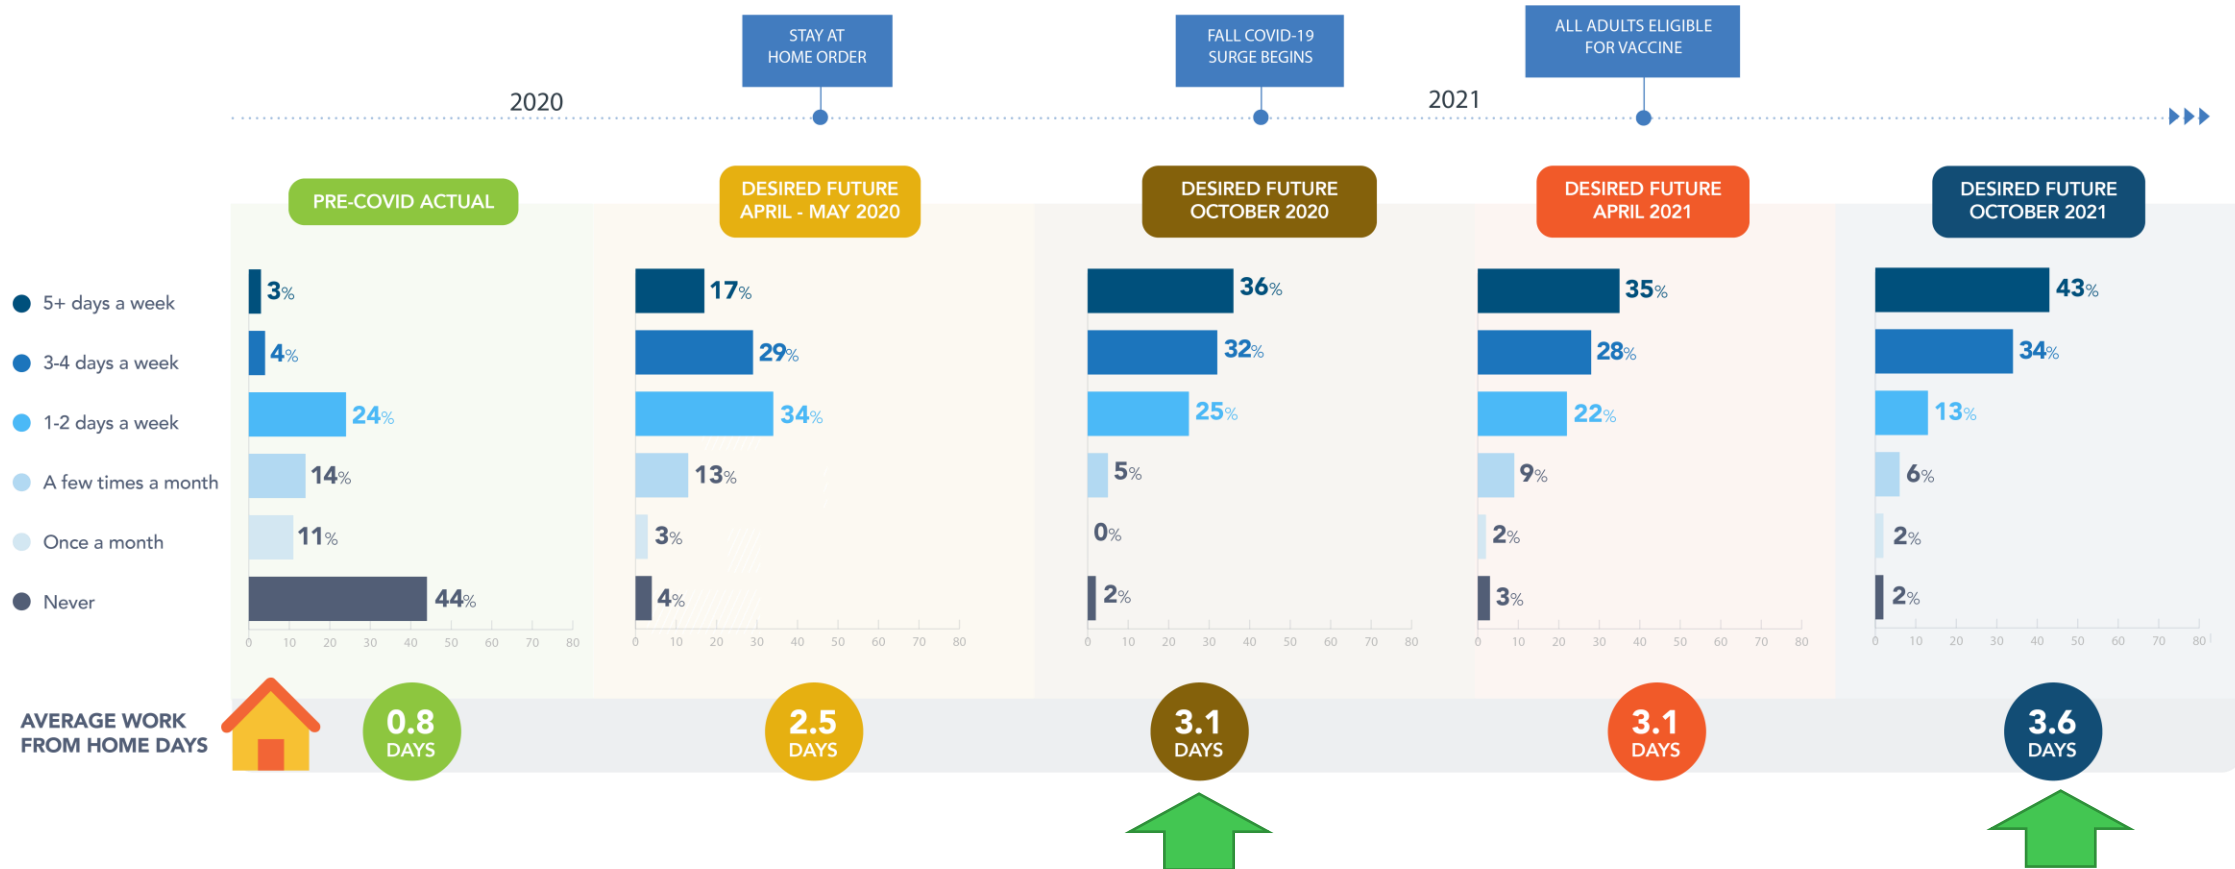 STAY AT
HOME ORDER
FALL COVID-19
SURGE BEGINS
ALL ADULTS ELIGIBLE
FOR VACCINE
2020
2021
PRE-COVID ACTUAL
DESIRED FUTURE
APRIL - MAY 2020
DESIRED FUTURE
OCTOBER 2020
DESIRED FUTURE
APRIL 2021
DESIRED FUTURE
OCTOBER 2021
5+ days a week
3-4 days a week
1-2 days a week
A few times a month
Once a month
Never
3%
4%
24%
14%
11%
44%
0 10 20 30 40 50 60 70 80
17%
29%
34%
13%
3%
4%
0 10 20 30 40 50 60 70 80
36%
32%
25%
5%
0%
2%
0 10 20 30 40 50 60 70 80
35%
28%
22%
9%
2%
3%
0 10 20 30 40 50 60 70 80
43%
34%
13%
6%
2%
2%
0 10 20 30 40 50 60 70 80
AVERAGE WORK
FROM HOME DAYS
0.8
DAYS
2.5
DAYS
3.1
DAYS
3.1
DAYS
3.6
DAYS